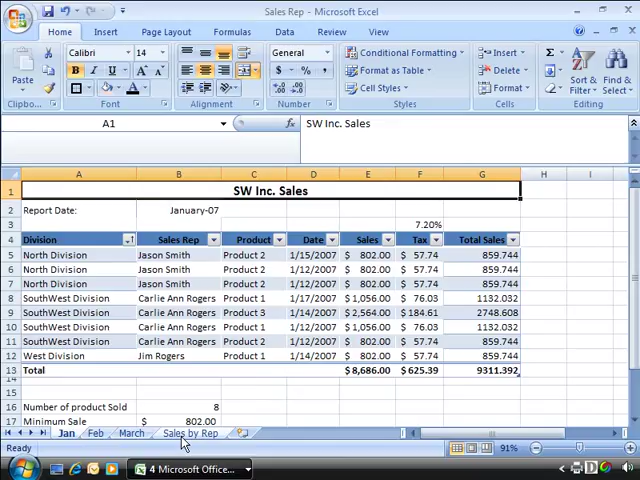 Sales Rep - Microsoft Excel
Home Insert Page Layout Formulas Data Review View
Paste
Calibri 14
B I U
A A
General
$ % ,
Conditional Formatting
Format as Table
Cell Styles
Insert
Delete
Format
Σ
Sort & Filter
Find & Select
Clipboard Font Alignment Number Styles Cells Editing
A1 fx SW Inc. Sales
A B C D E F G H I
1 SW Inc. Sales
2 Report Date: January-07
3 7.20%
4 Division Sales Rep Product Date Sales Tax Total Sales
5 North Division Jason Smith Product 2 1/15/2007 $ 802.00 $ 57.74 859.744
6 North Division Jason Smith Product 2 1/12/2007 $ 802.00 $ 57.74 859.744
7 North Division Jason Smith Product 2 1/17/2007 $ 802.00 $ 57.74 859.744
8 SouthWest Division Carlie Ann Rogers Product 1 1/17/2007 $ 1,056.00 $ 76.03 1132.032
9 SouthWest Division Carlie Ann Rogers Product 3 1/14/2007 $ 2,564.00 $ 184.61 2748.608
10 SouthWest Division Carlie Ann Rogers Product 1 1/12/2007 $ 1,056.00 $ 76.03 1132.032
11 SouthWest Division Carlie Ann Rogers Product 2 1/12/2007 $ 802.00 $ 57.74 859.744
12 West Division Jim Rogers Product 1 1/14/2007 $ 802.00 $ 57.74 859.744
13 Total $ 8,686.00 $ 625.39 9311.392
14
15
16 Number of product Sold 8
17 Minimum Sale $ 802.00
Jan Feb March Sales by Rep
Ready 91%
4 Microsoft Office...